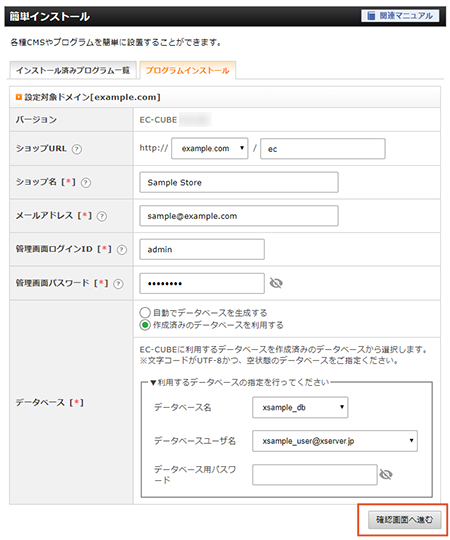 簡単インストール
関連マニュアル
各種CMSやプログラムを簡単に設置することができます。
インストール済みプログラム一覧
プログラムインストール
設定対象ドメイン[example.com]
バージョン
EC-CUBE
ショップURL ?
http:// example.com / ec
ショップ名 [*] ?
Sample Store
メールアドレス [*] ?
sample@example.com
管理画面ログインID [*] ?
admin
管理画面パスワード [*] ?
••••••••
自動でデータベースを生成する
作成済みのデータベースを利用する
EC-CUBEに利用するデータベースを作成済みのデータベースから選択します。
※文字コードがUTF-8かつ、空状態のデータベースをご指定ください。
データベース [*]
▼利用するデータベースの指定を行ってください
データベース名
xsample_db
データベースユーザ名
xsample_user@xserver.jp
データベース用パスワ
ード
確認画面へ進む